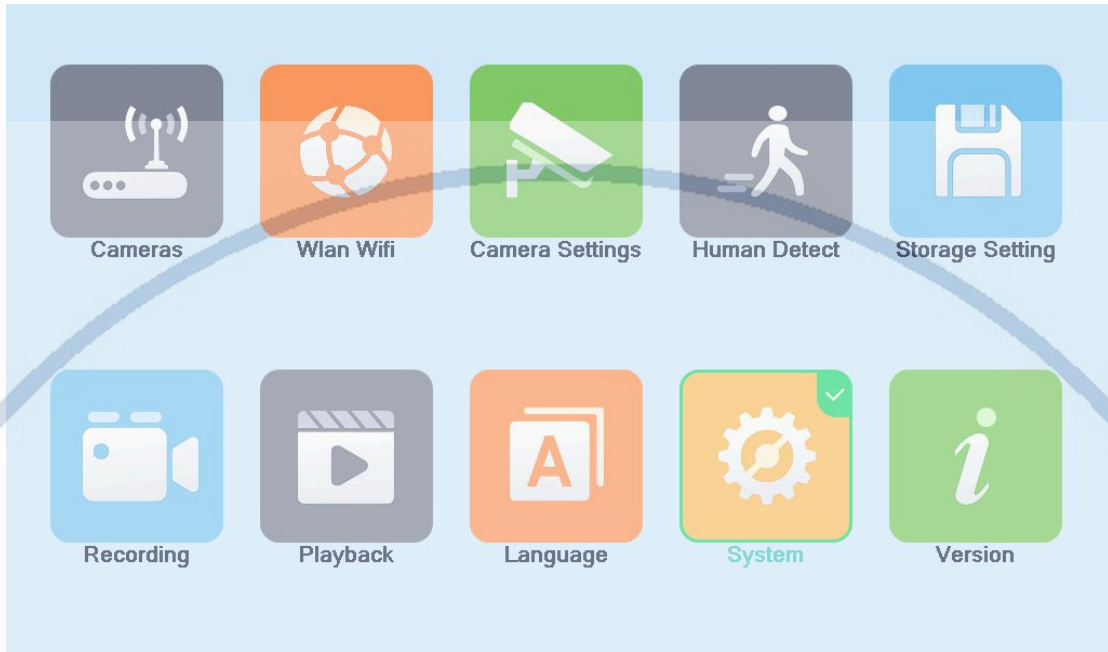 Cameras
Wlan Wifi
Camera Settings
Human Detect
Storage Setting
Recording
Playback
A
Language
System
Version